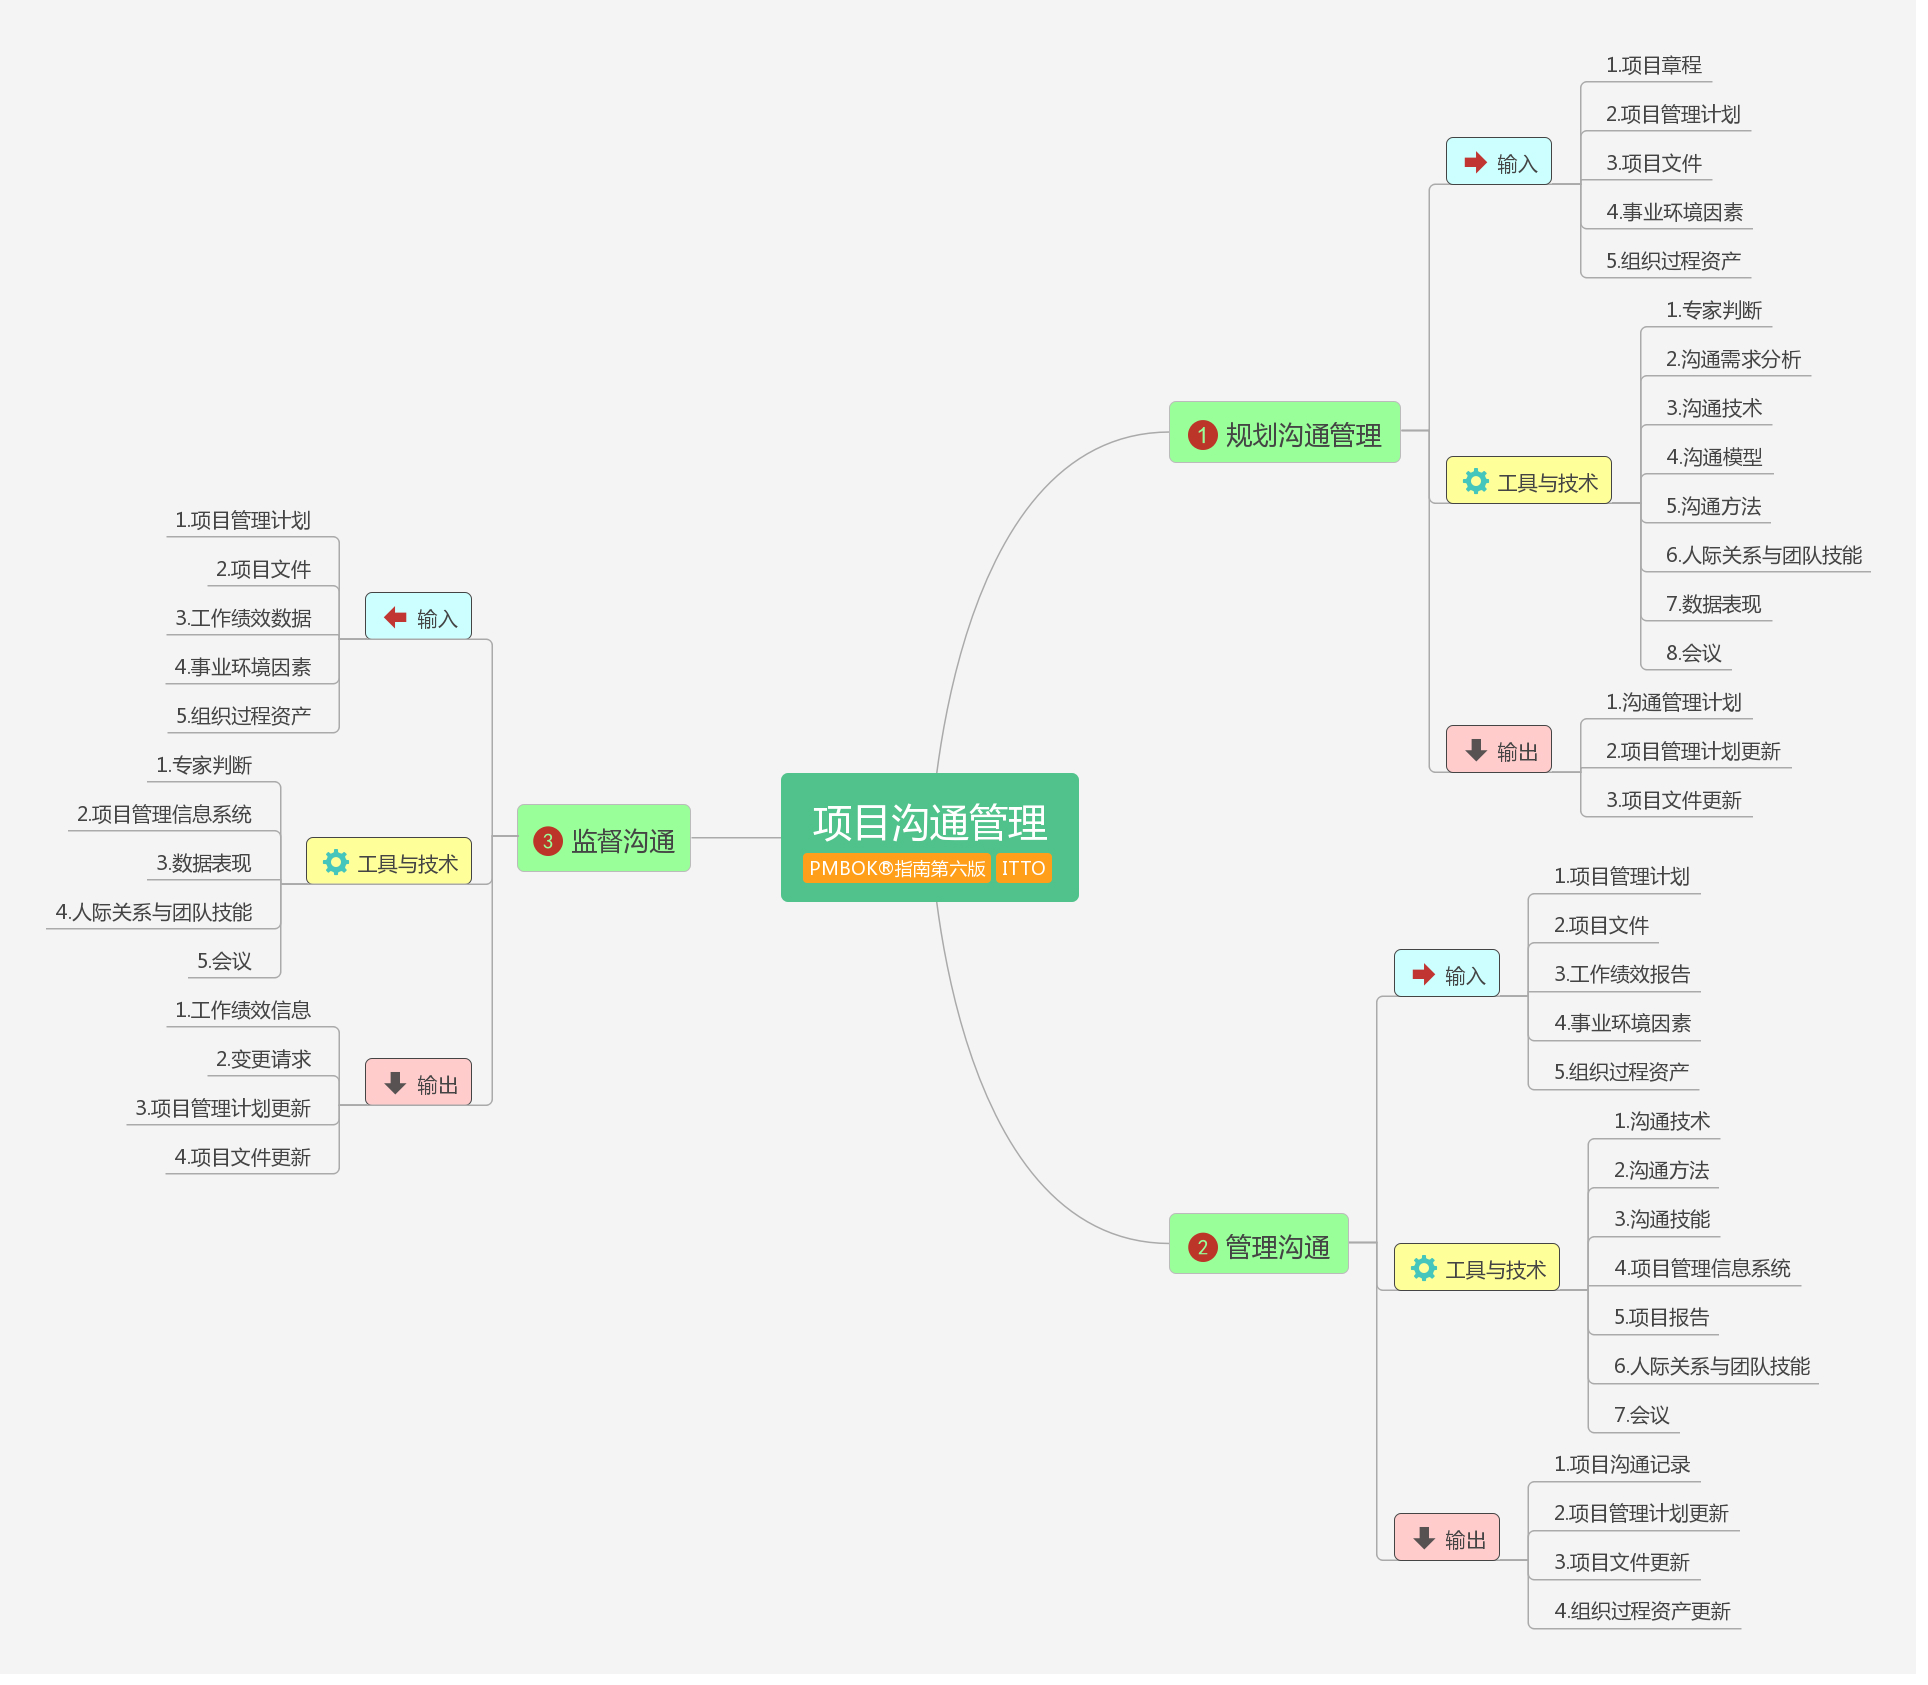 项目沟通管理
PMBOK®指南第六版 ITTO
1 规划沟通管理
输入
1.项目章程
2.项目管理计划
3.项目文件
4.事业环境因素
5.组织过程资产
工具与技术
1.专家判断
2.沟通需求分析
3.沟通技术
4.沟通模型
5.沟通方法
6.人际关系与团队技能
7.数据表现
8.会议
输出
1.沟通管理计划
2.项目管理计划更新
3.项目文件更新
2 管理沟通
输入
1.项目管理计划
2.项目文件
3.工作绩效报告
4.事业环境因素
5.组织过程资产
工具与技术
1.沟通技术
2.沟通方法
3.沟通技能
4.项目管理信息系统
5.项目报告
6.人际关系与团队技能
7.会议
输出
1.项目沟通记录
2.项目管理计划更新
3.项目文件更新
4.组织过程资产更新
3 监督沟通
输入
1.项目管理计划
2.项目文件
3.工作绩效数据
4.事业环境因素
5.组织过程资产
工具与技术
1.专家判断
2.项目管理信息系统
3.数据表现
4.人际关系与团队技能
5.会议
输出
1.工作绩效信息
2.变更请求
3.项目管理计划更新
4.项目文件更新